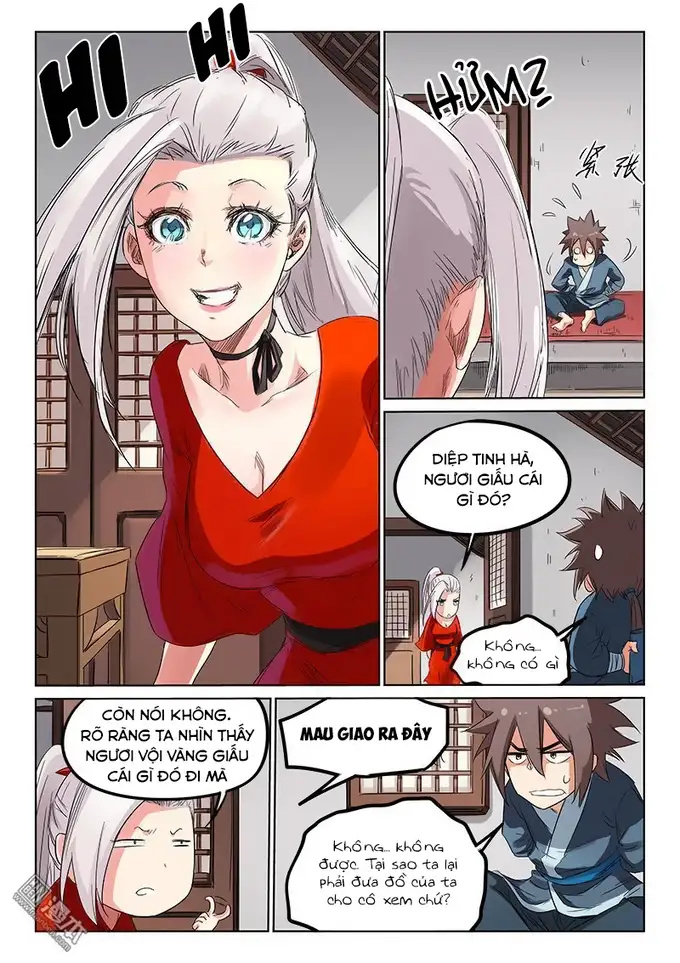 HI HI
HỬM?
紧张
DIỆP TINH HÀ,
NGƯƠI GIẤU CÁI
GÌ ĐÓ?
Không...
không có gì
CÒN NÓI KHÔNG.
RÕ RÀNG TA NHÌN THẤY
NGƯƠI VỘI VÀNG GIẤU
CÁI GÌ ĐÓ ĐI MÀ
MAU GIAO RA ĐÂY
Không... không
được. Tại sao ta lại
phải đưa đồ của ta
cho cô xem chứ?